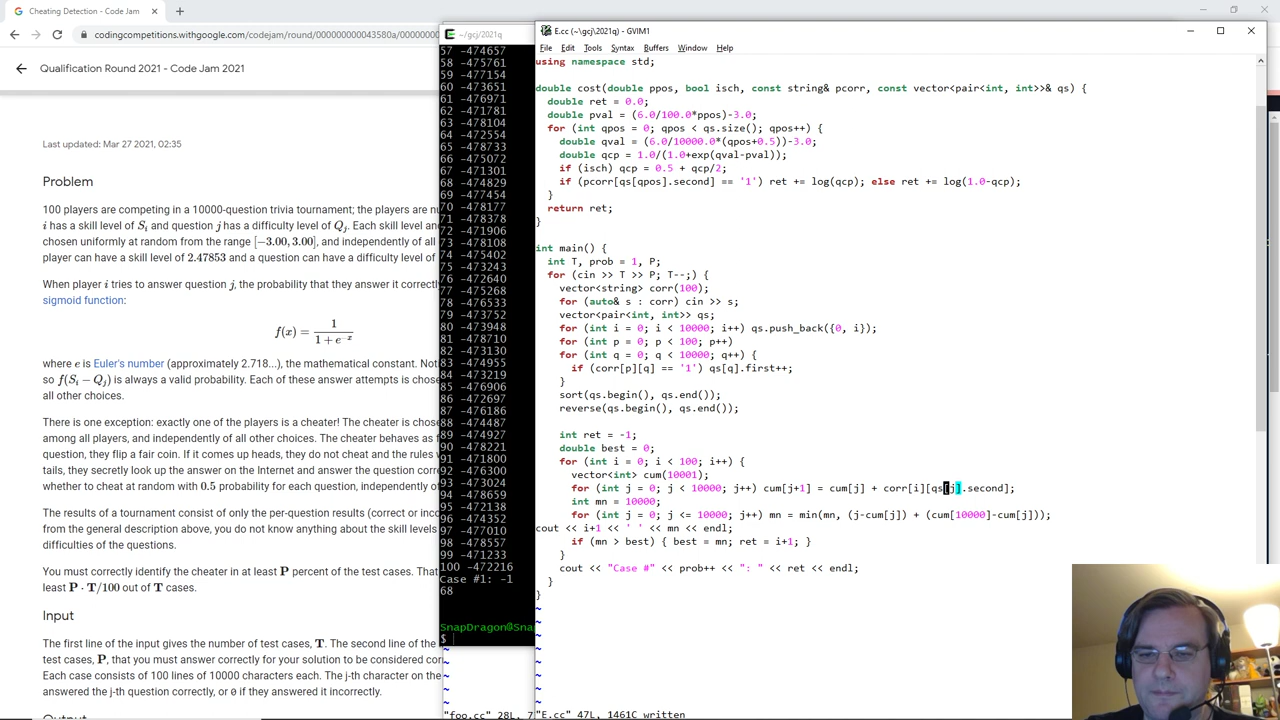 Cheating Detection - Code Jam
codingcompetitions.withgoogle.com/codejam/round/000000000043580a/00000000
Qualification Round 2021 - Code Jam 2021
Last updated: Mar 27 2021, 02:35
Problem
100 players are competing in a 10000-question trivia tournament; the players are nu
i has a skill level of Si and question j has a difficulty level of Qj. Each skill level an
chosen uniformly at random from the range [−3.00, 3.00], and independently of all
player can have a skill level of 2.47853 and a question can have a difficulty level of
When player i tries to answer question j, the probability that they answer it correctly
sigmoid function:
f(x) = 1 / (1 + e^-x)
where e is Euler's number (approximately 2.718...), the mathematical constant. Not
so f(Si − Qj) is always a valid probability. Each of these answer attempts is chose
all other choices.
There is one exception: exactly one of the players is a cheater! The cheater is chose
among all players, and independently of all other choices. The cheater behaves as f
question, they flip a fair coin. If it comes up heads, they do not cheat and the rules
tails, they secretly look up the answer on the Internet and answer the question corre
whether to cheat at random with 0.5 probability for each question, independently of
The results of a tournament consist of only the per-question results (correct or inco
from the general description above, you do not know anything about the skill levels
difficulties of the questions.
You must correctly identify the cheater in at least P percent of the test cases. That
least P · T/100 out of T cases.
Input
The first line of the input gives the number of test cases, T. The second line of the
test cases, P, that you must answer correctly for your solution to be considered cor
Each case consists of 100 lines of 10000 characters each. The j-th character on the
answered the j-th question correctly, or 0 if they answered it incorrectly.
Output
~/gcj/2021q
57 -474657
58 -475761
59 -477154
60 -473651
61 -476971
62 -471781
63 -478104
64 -472554
65 -478733
66 -475072
67 -471301
68 -474829
69 -477454
70 -478177
71 -478378
72 -471906
73 -478108
74 -475402
75 -473243
76 -472640
77 -475268
78 -476533
79 -473752
80 -473948
81 -478710
82 -473130
83 -474955
84 -473219
85 -476906
86 -472697
87 -476186
88 -474487
89 -474927
90 -478221
91 -471800
92 -476300
93 -473024
94 -478659
95 -472138
96 -474352
97 -477010
98 -478557
99 -471233
100 -472216
Case #1: -1
68
SnapDragon@Sna
$
"foo.cc" 28L, 7
E.cc (~\gcj\2021q) - GVIM1
File Edit Tools Syntax Buffers Window Help
using namespace std;
double cost(double ppos, bool isch, const string& pcorr, const vector<pair<int, int>>& qs) {
  double ret = 0.0;
  double pval = (6.0/100.0*ppos)-3.0;
  for (int qpos = 0; qpos < qs.size(); qpos++) {
    double qval = (6.0/10000.0*(qpos+0.5))-3.0;
    double qcp = 1.0/(1.0+exp(qval-pval));
    if (isch) qcp = 0.5 + qcp/2;
    if (pcorr[qs[qpos].second] == '1') ret += log(qcp); else ret += log(1.0-qcp);
  }
  return ret;
}
int main() {
  int T, prob = 1, P;
  for (cin >> T >> P; T--;) {
    vector<string> corr(100);
    for (auto& s : corr) cin >> s;
    vector<pair<int, int>> qs;
    for (int i = 0; i < 10000; i++) qs.push_back({0, i});
    for (int p = 0; p < 100; p++)
    for (int q = 0; q < 10000; q++) {
      if (corr[p][q] == '1') qs[q].first++;
    }
    sort(qs.begin(), qs.end());
    reverse(qs.begin(), qs.end());
    int ret = -1;
    double best = 0;
    for (int i = 0; i < 100; i++) {
      vector<int> cum(10001);
      for (int j = 0; j < 10000; j++) cum[j+1] = cum[j] + corr[i][qs[j].second];
      int mn = 10000;
      for (int j = 0; j <= 10000; j++) mn = min(mn, (j-cum[j]) + (cum[10000]-cum[j]));
cout << i+1 << ' ' << mn << endl;
      if (mn > best) { best = mn; ret = i+1; }
    }
    cout << "Case #" << prob++ << ": " << ret << endl;
  }
}
~
~
~
~
~
~
~
~
"E.cc" 47L, 1461C written